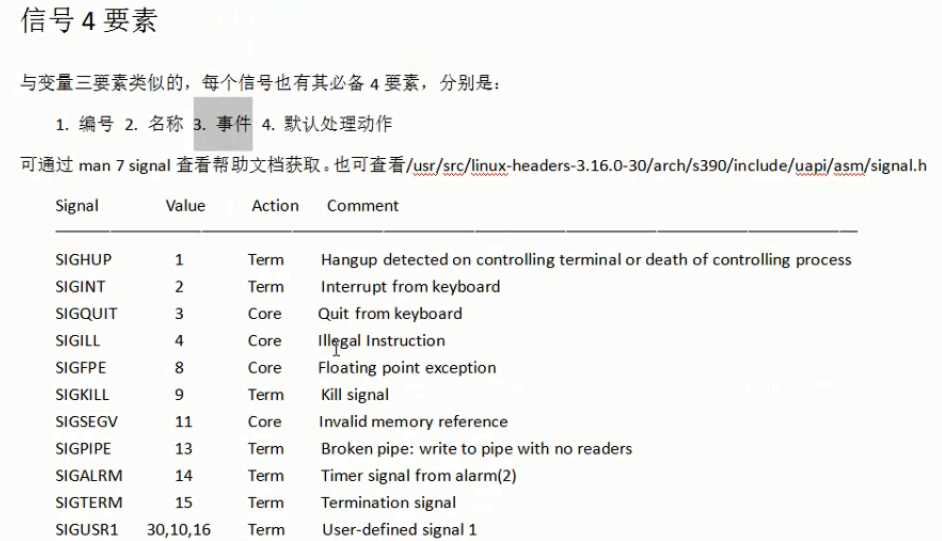 信号 4 要素
与变量三要素类似的，每个信号也有其必备 4 要素，分别是：
1. 编号 2. 名称 3. 事件 4. 默认处理动作
可通过 man 7 signal 查看帮助文档获取。也可查看/usr/src/linux-headers-3.16.0-30/arch/s390/include/uapi/asm/signal.h
Signal Value Action Comment
SIGHUP 1 Term Hangup detected on controlling terminal or death of controlling process
SIGINT 2 Term Interrupt from keyboard
SIGQUIT 3 Core Quit from keyboard
SIGILL 4 Core Illegal Instruction
SIGFPE 8 Core Floating point exception
SIGKILL 9 Term Kill signal
SIGSEGV 11 Core Invalid memory reference
SIGPIPE 13 Term Broken pipe: write to pipe with no readers
SIGALRM 14 Term Timer signal from alarm(2)
SIGTERM 15 Term Termination signal
SIGUSR1 30,10,16 Term User-defined signal 1